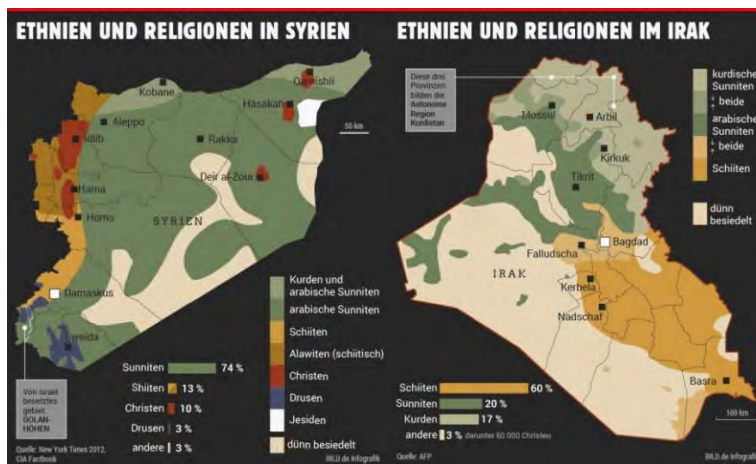 ETHNIEN UND RELIGIONEN IN SYRIEN
Kobane
Qamishli
Hasakah
Aleppo
Idlib
Rakka
50 km
Hama
Deir al-Zour
Homs
SYRIEN
Damaskus
Sweida
Von Israel
besetztes
gebiet:
GOLAN-
HÖHEN
Kurden und
arabische Sunniten
arabische Sunniten
Schiiten
Alawiten (schiitisch)
Christen
Drusen
Jesiden
dünn besiedelt
Sunniten 74 %
Shiiten 13 %
Christen 10 %
Drusen 3 %
andere 3 %
Quelle: New York Times 2012,
CIA Factbook
BILD.de Infografik
ETHNIEN UND RELIGIONEN IM IRAK
Diese drei
Provinzen
bilden die
Autonome
Region
Kurdistan
Mossul
Arbil
Kirkuk
Tikrit
Bagdad
Falludscha
IRAK
Kerbela
Nadschaf
Basra
kurdische
Sunniten
beide
arabische
Sunniten
beide
Schiiten
dünn
besiedelt
Schiiten 60 %
Sunniten 20 %
Kurden 17 %
andere 3 % darunter 60 000 Christen
100 km
Quelle: AFP
BILD.de Infografik